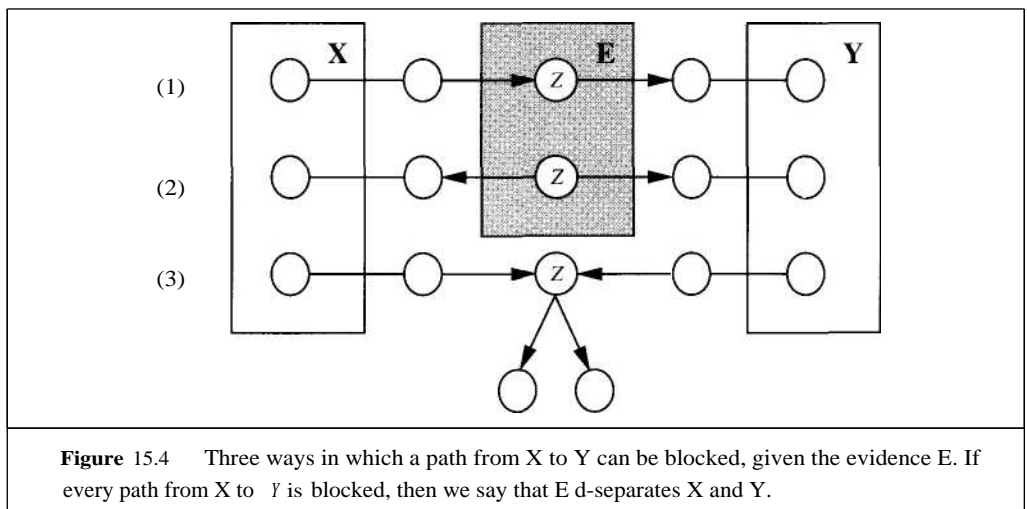 X E Y
(1) Z
(2) Z
(3) Z
Figure 15.4 Three ways in which a path from X to Y can be blocked, given the evidence E. If
every path from X to Y is blocked, then we say that E d-separates X and Y.